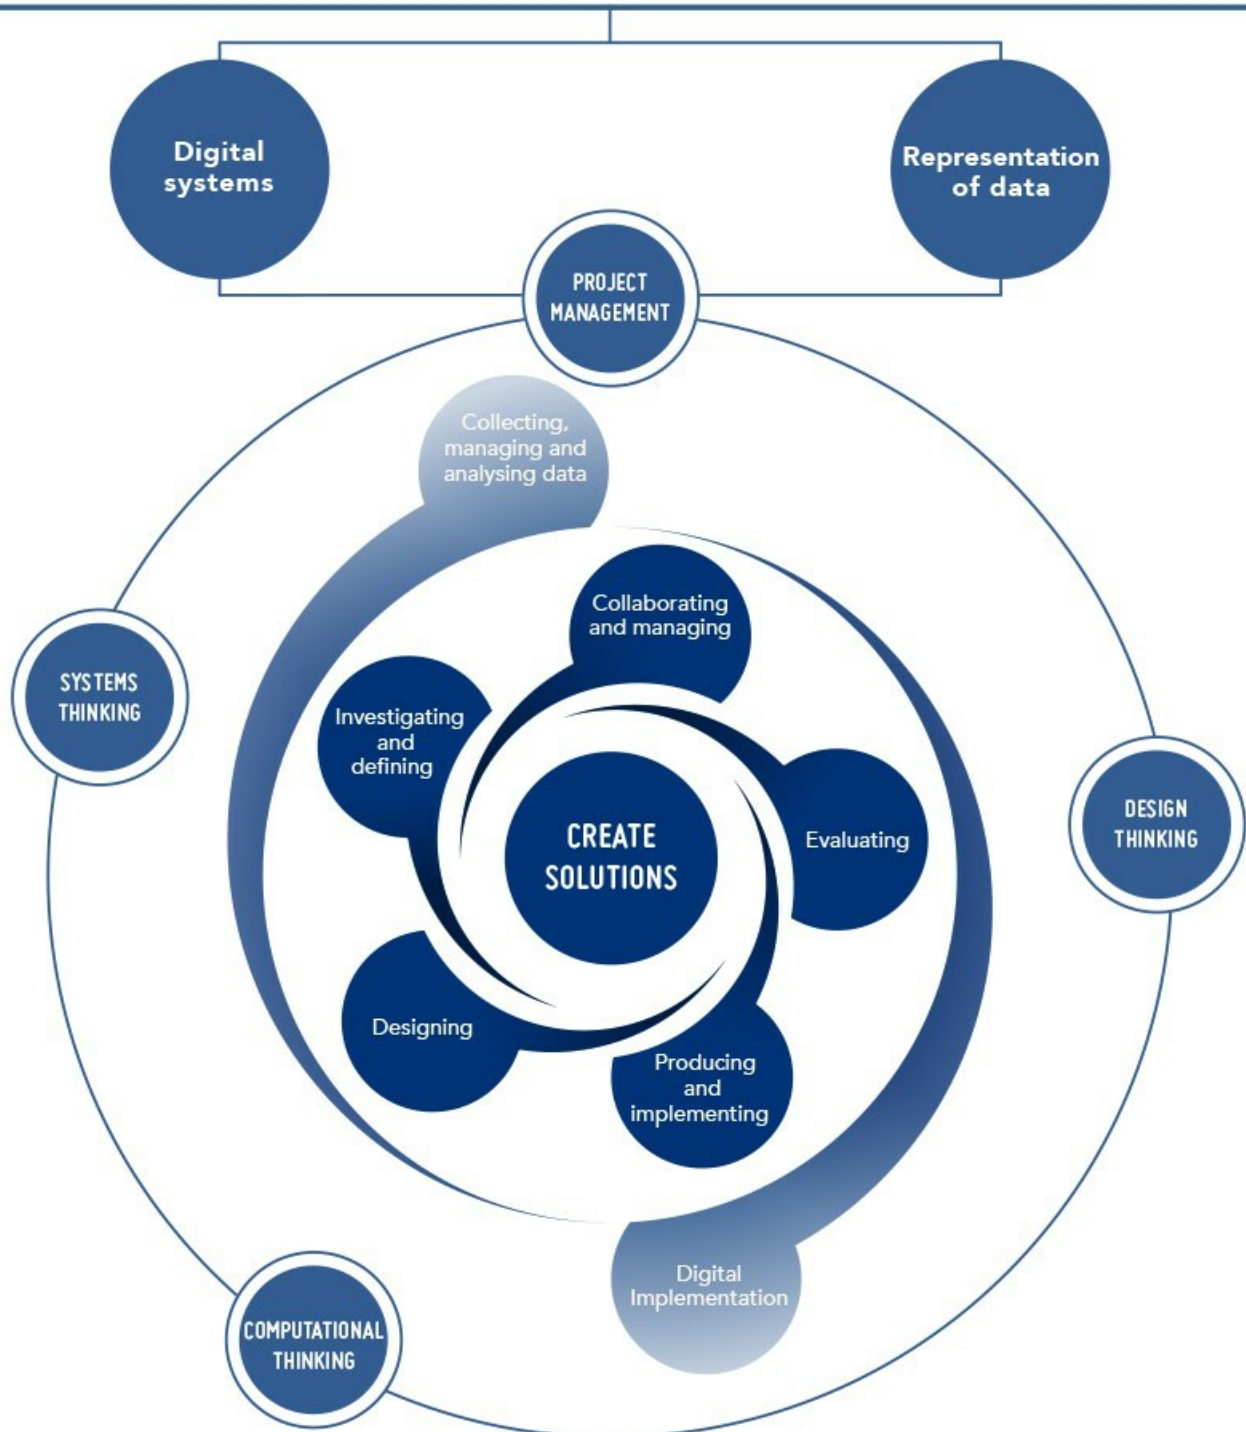 Digital
systems
Representation
of data
PROJECT
MANAGEMENT
Collecting,
managing and
analysing data
Collaborating
and managing
SYSTEMS
THINKING
Investigating
and
defining
DESIGN
THINKING
CREATE
SOLUTIONS
Evaluating
Designing
Producing
and
implementing
Digital
Implementation
COMPUTATIONAL
THINKING